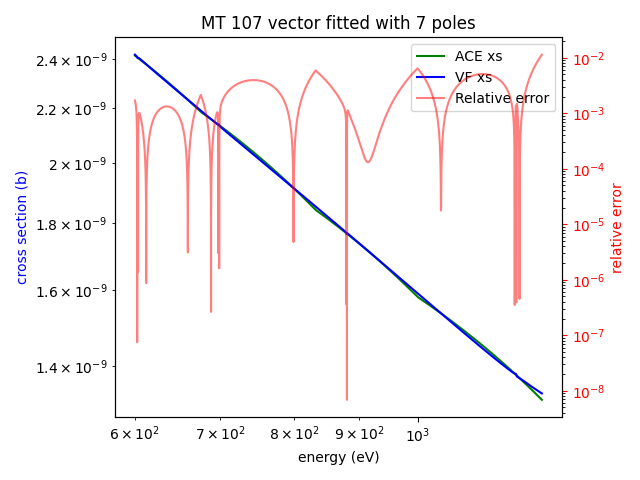 MT 107 vector fitted with 7 poles
ACE xs
VF xs
Relative error
cross section (b)
2.4 × 10⁻⁹
2.2 × 10⁻⁹
2 × 10⁻⁹
1.8 × 10⁻⁹
1.6 × 10⁻⁹
1.4 × 10⁻⁹
10⁻²
10⁻³
10⁻⁴
10⁻⁵
10⁻⁶
10⁻⁷
10⁻⁸
relative error
6 × 10² 7 × 10² 8 × 10² 9 × 10² 10³
energy (eV)